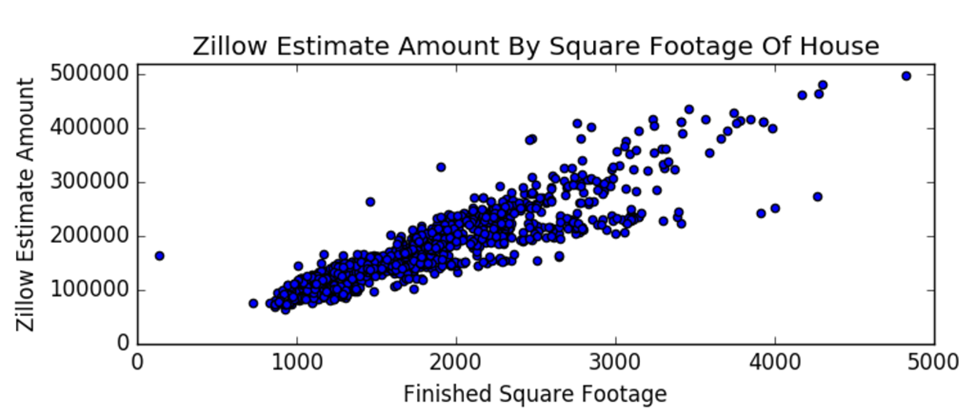 Zillow Estimate Amount By Square Footage Of House
Zillow Estimate Amount
500000
400000
300000
200000
100000
0
0 1000 2000 3000 4000 5000
Finished Square Footage